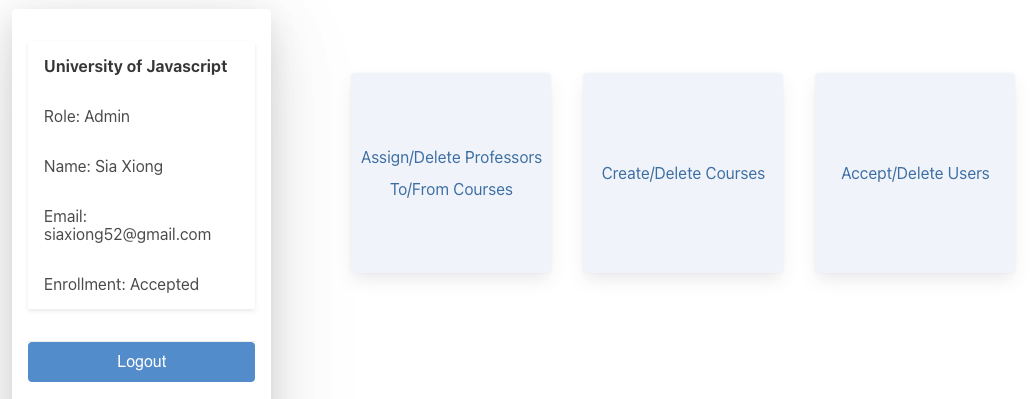 University of Javascript
Role: Admin
Name: Sia Xiong
Email:
siaxiong52@gmail.com
Enrollment: Accepted
Logout
Assign/Delete Professors
To/From Courses
Create/Delete Courses
Accept/Delete Users